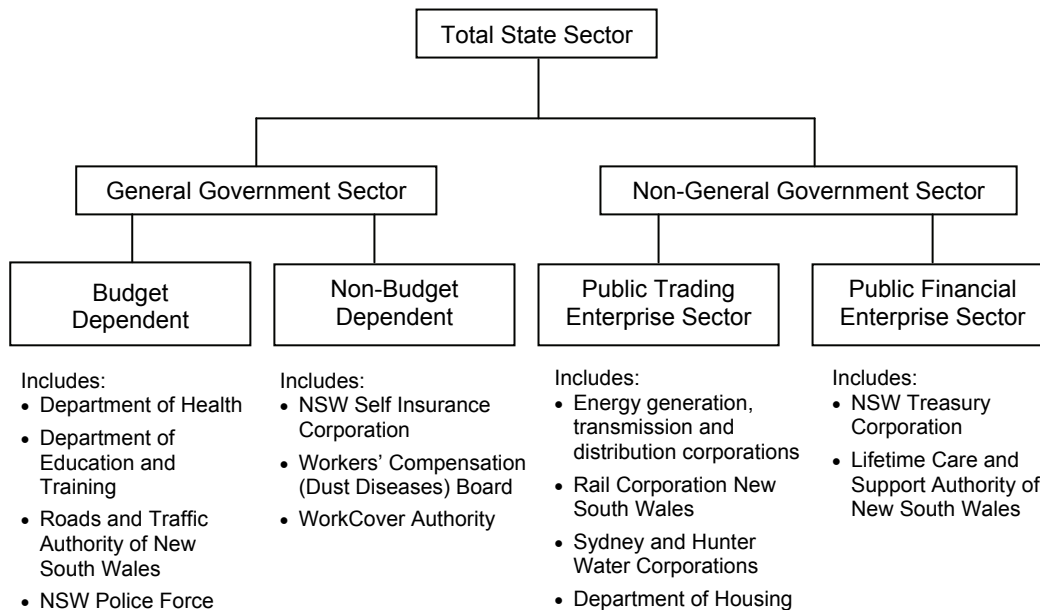 Total State Sector
General Government Sector
Non-General Government Sector
Budget
Dependent
Non-Budget
Dependent
Public Trading
Enterprise Sector
Public Financial
Enterprise Sector
Includes:
• Department of Health
• Department of
Education and
Training
• Roads and Traffic
Authority of New
South Wales
• NSW Police Force
Includes:
• NSW Self Insurance
Corporation
• Workers’ Compensation
(Dust Diseases) Board
• WorkCover Authority
Includes:
• Energy generation,
transmission and
distribution corporations
• Rail Corporation New
South Wales
• Sydney and Hunter
Water Corporations
• Department of Housing
Includes:
• NSW Treasury
Corporation
• Lifetime Care and
Support Authority of
New South Wales